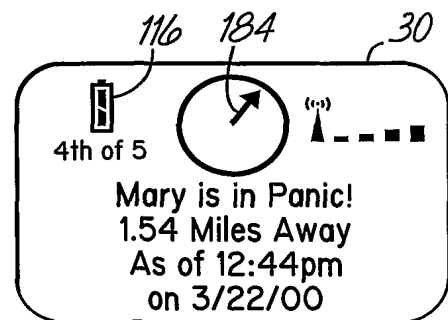 116 184 30
4th of 5
Mary is in Panic!
1.54 Miles Away
As of 12:44pm
on 3/22/00